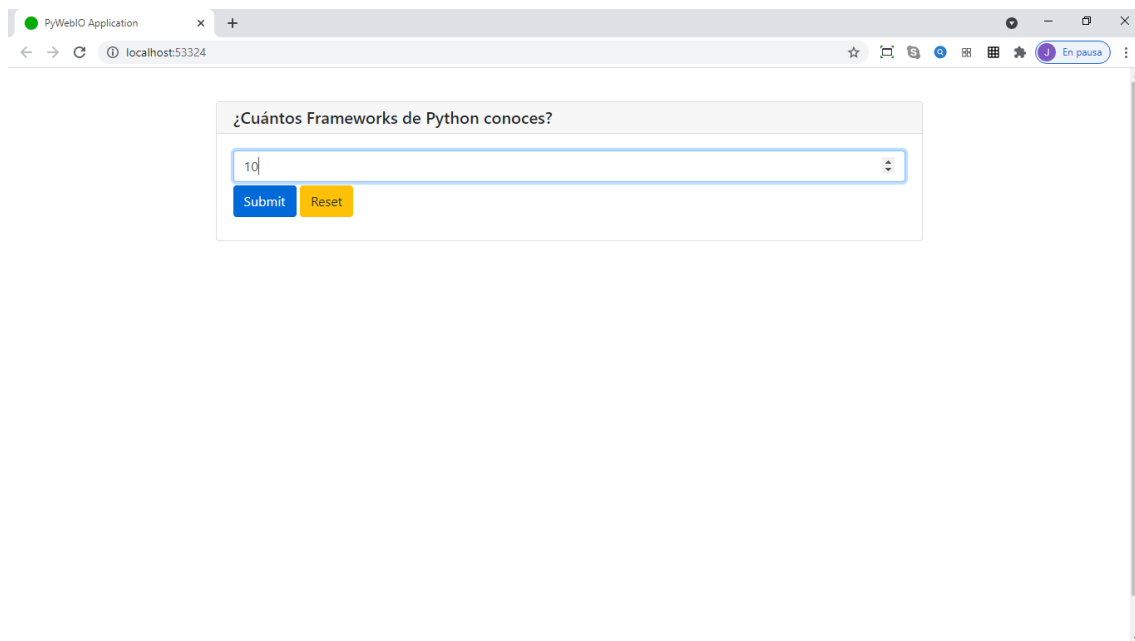 PyWebIO Application
localhost:53324
J En pausa
¿Cuántos Frameworks de Python conoces?
10
Submit Reset